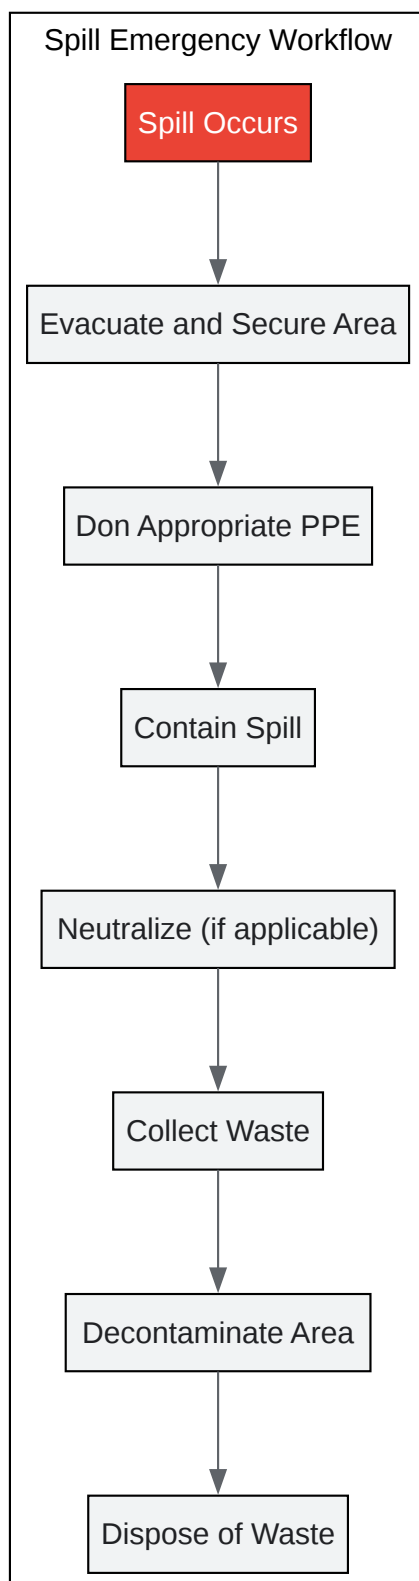 Spill Emergency Workflow
Spill Occurs
Evacuate and Secure Area
Don Appropriate PPE
Contain Spill
Neutralize (if applicable)
Collect Waste
Decontaminate Area
Dispose of Waste